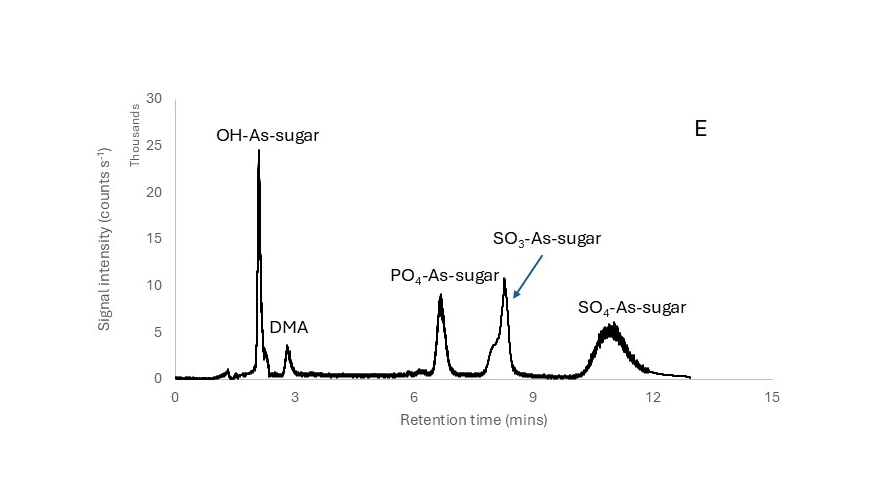 30
Thousands
E
OH-As-sugar
25
Signal intensity (counts s⁻¹)
20
15
SO₃-As-sugar
PO₄-As-sugar
10
SO₄-As-sugar
DMA
5
0
0 3 6 9 12 15
Retention time (mins)